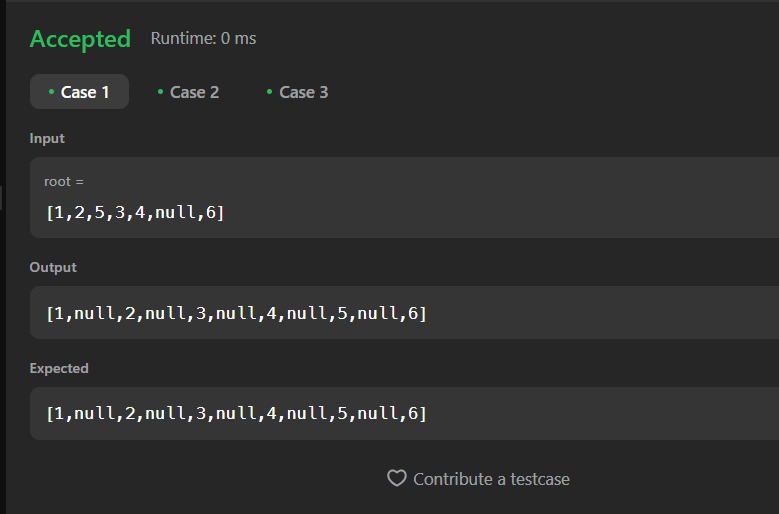 Accepted Runtime: 0 ms
• Case 1 • Case 2 • Case 3
Input
root =
[1,2,5,3,4,null,6]
Output
[1,null,2,null,3,null,4,null,5,null,6]
Expected
[1,null,2,null,3,null,4,null,5,null,6]
Contribute a testcase